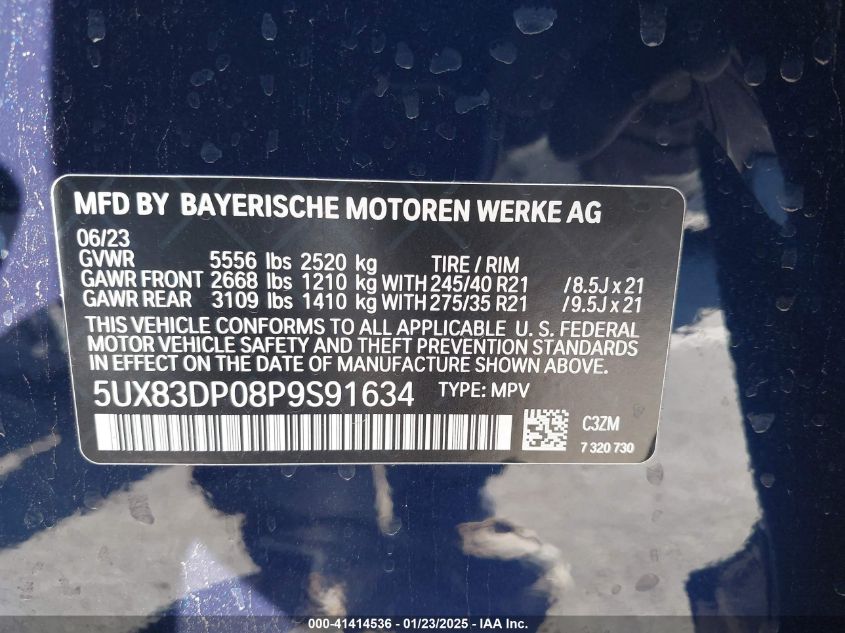 MFD BY BAYERISCHE MOTOREN WERKE AG
06/23
GVWR 5556 lbs 2520 kg TIRE / RIM
GAWR FRONT 2668 lbs 1210 kg WITH 245/40 R21 /8.5J x 21
GAWR REAR 3109 lbs 1410 kg WITH 275/35 R21 /9.5J x 21
THIS VEHICLE CONFORMS TO ALL APPLICABLE U. S. FEDERAL
MOTOR VEHICLE SAFETY AND THEFT PREVENTION STANDARDS
IN EFFECT ON THE DATE OF MANUFACTURE SHOWN ABOVE.
5UX83DP08P9S91634 TYPE: MPV
C3ZM
7 320 730
000-41414536 - 01/23/2025 - IAA Inc.